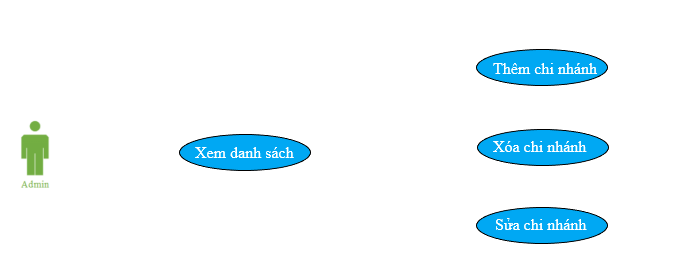 Thêm chi nhánh
Xem danh sách
Xóa chi nhánh
Admin
Sửa chi nhánh